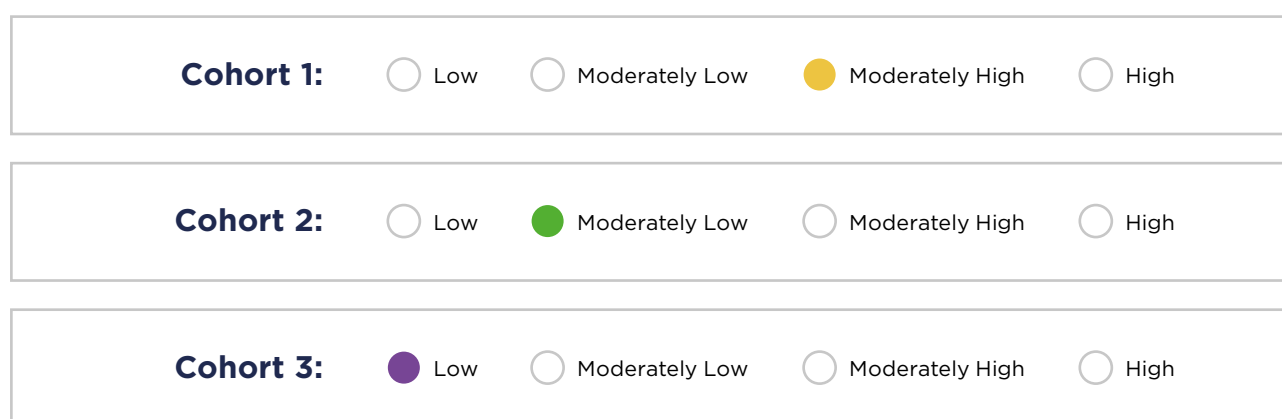 Cohort 1: Low Moderately Low Moderately High High
Cohort 2: Low Moderately Low Moderately High High
Cohort 3: Low Moderately Low Moderately High High